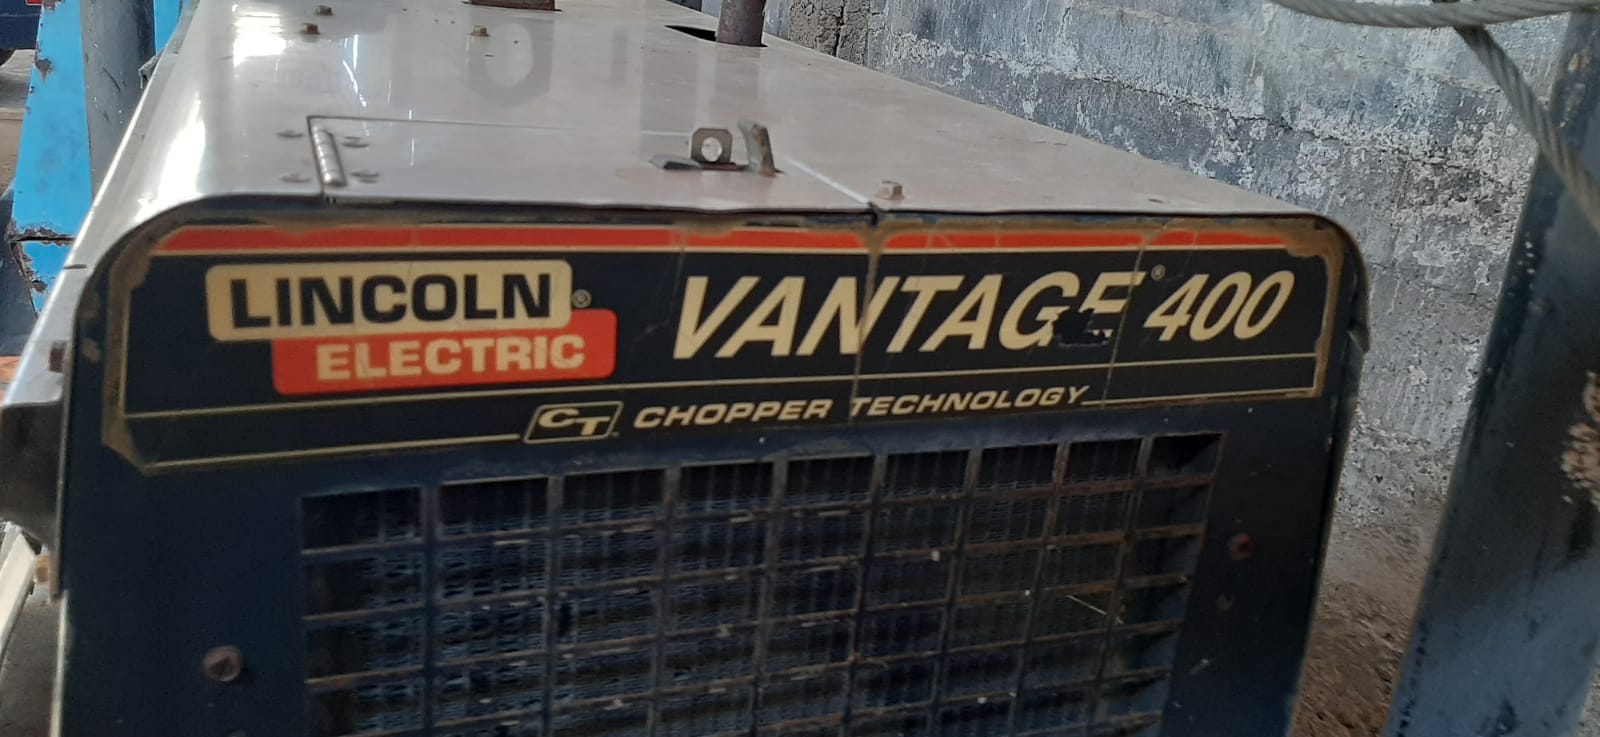 LINCOLN® VANTAGE® 400
ELECTRIC
CT. CHOPPER TECHNOLOGY